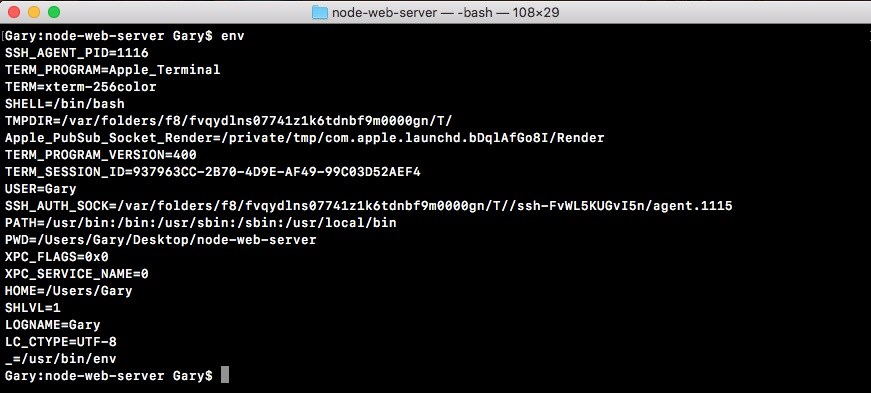 node-web-server — -bash — 108×29
Gary:node-web-server Gary$ env
SSH_AGENT_PID=1116
TERM_PROGRAM=Apple_Terminal
TERM=xterm-256color
SHELL=/bin/bash
TMPDIR=/var/folders/f8/fvqydlns07741z1k6tdnbf9m0000gn/T/
Apple_PubSub_Socket_Render=/private/tmp/com.apple.launchd.bDqlAfGo8I/Render
TERM_PROGRAM_VERSION=400
TERM_SESSION_ID=937963CC-2B70-4D9E-AF49-99C03D52AEF4
USER=Gary
SSH_AUTH_SOCK=/var/folders/f8/fvqydlns07741z1k6tdnbf9m0000gn/T//ssh-FvWL5KUGvI5n/agent.1115
PATH=/usr/bin:/bin:/usr/sbin:/sbin:/usr/local/bin
PWD=/Users/Gary/Desktop/node-web-server
XPC_FLAGS=0x0
XPC_SERVICE_NAME=0
HOME=/Users/Gary
SHLVL=1
LOGNAME=Gary
LC_CTYPE=UTF-8
_=/usr/bin/env
Gary:node-web-server Gary$